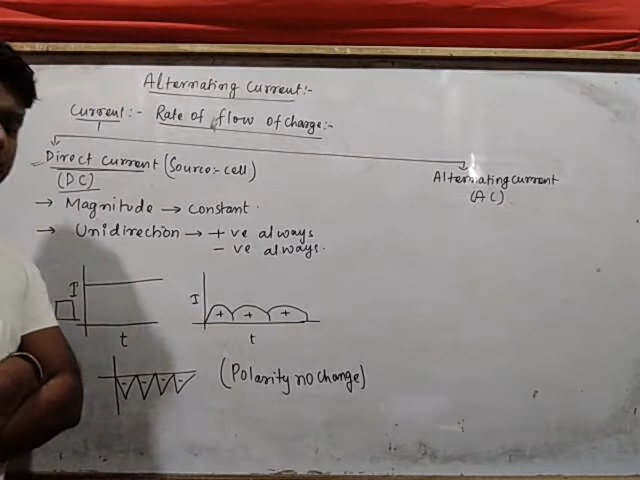 Alternating Current:-
Current:- Rate of flow of charge:-
Direct current (Source:- cell)
(DC)
Alternating current
(AC)
→ Magnitude → constant.
→ Unidirection → + ve always
- ve always.
I
t
I
+ + +
t
- - - -
(Polarity no change)